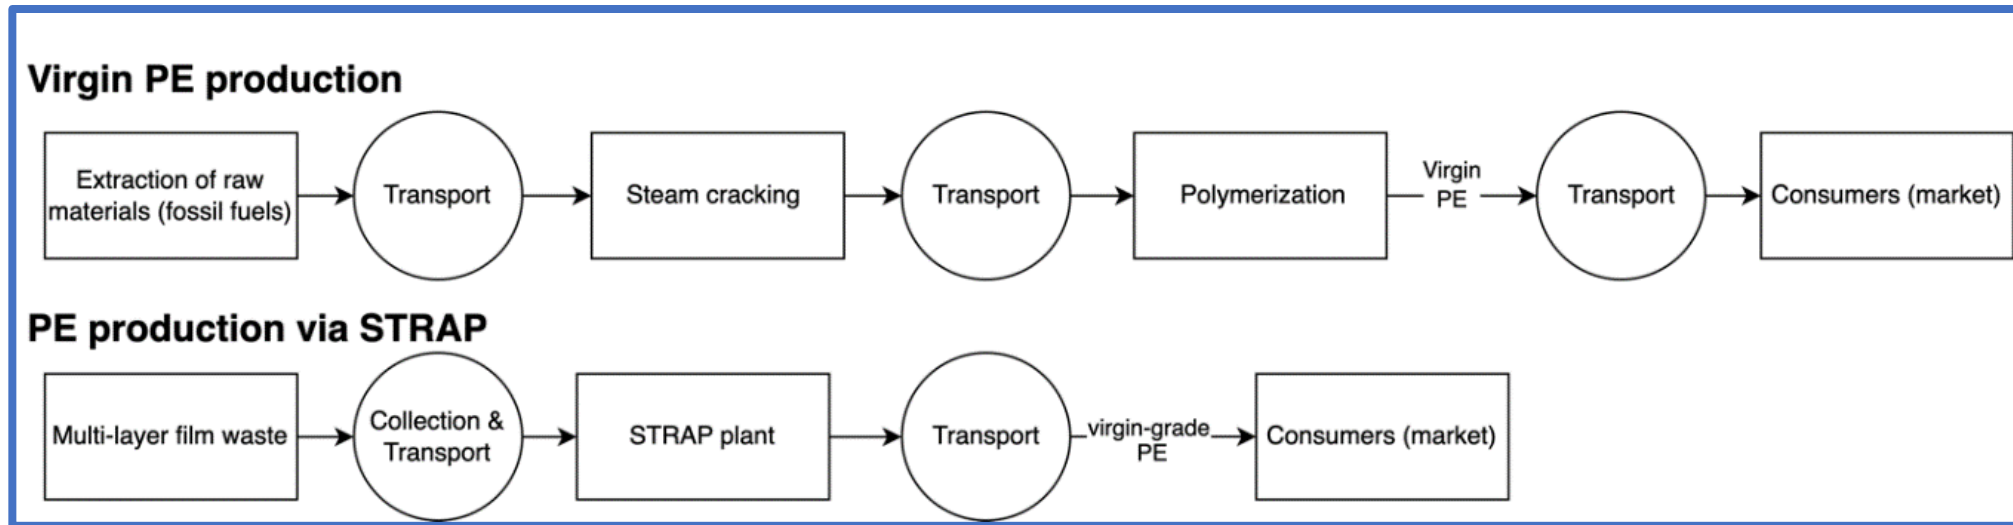 Virgin PE production
Extraction of raw
materials (fossil fuels)
Transport
Steam cracking
Transport
Polymerization
Virgin
PE
Transport
Consumers (market)
PE production via STRAP
Multi-layer film waste
Collection &
Transport
STRAP plant
Transport
virgin-grade
PE
Consumers (market)